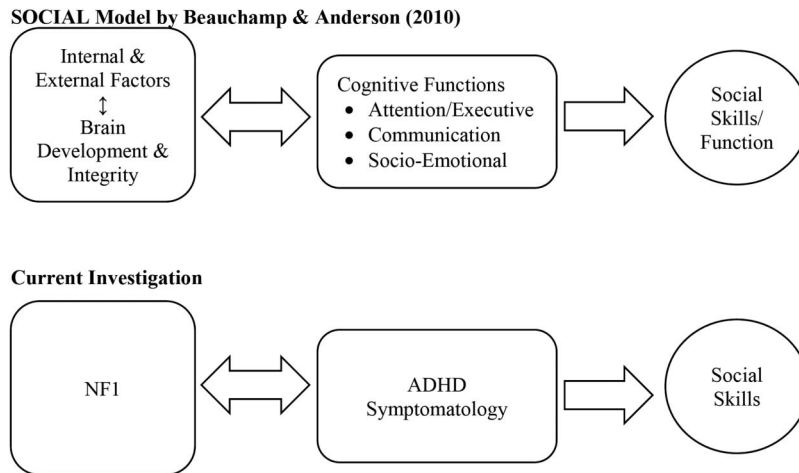 SOCIAL Model by Beauchamp & Anderson (2010)
Internal &
External Factors
↕
Brain
Development &
Integrity
Cognitive Functions
• Attention/Executive
• Communication
• Socio-Emotional
Social
Skills/
Function
Current Investigation
NF1
ADHD
Symptomatology
Social
Skills